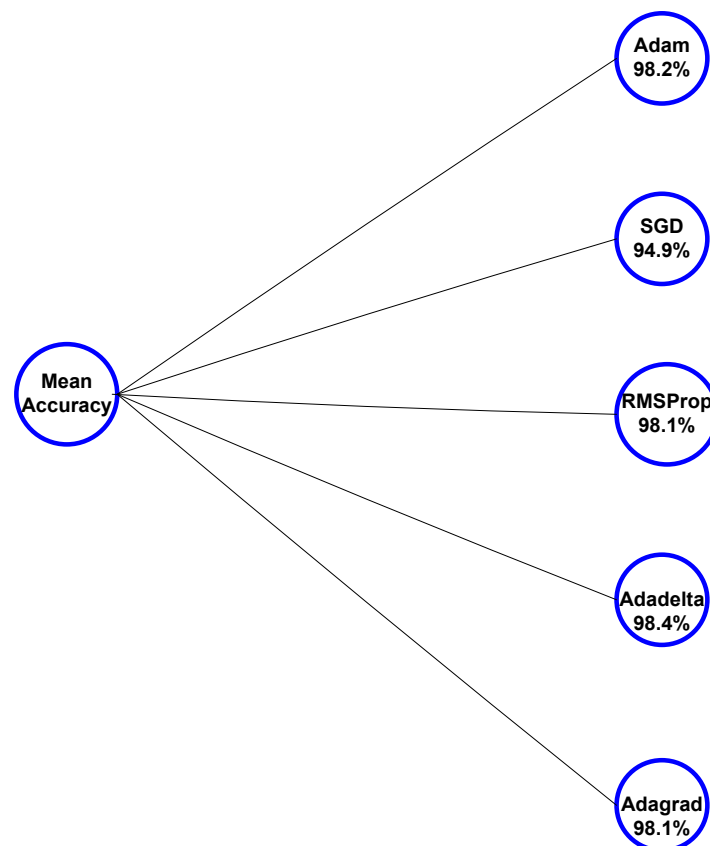 Adam
98.2%
SGD
94.9%
Mean
Accuracy
RMSProp
98.1%
Adadelta
98.4%
Adagrad
98.1%